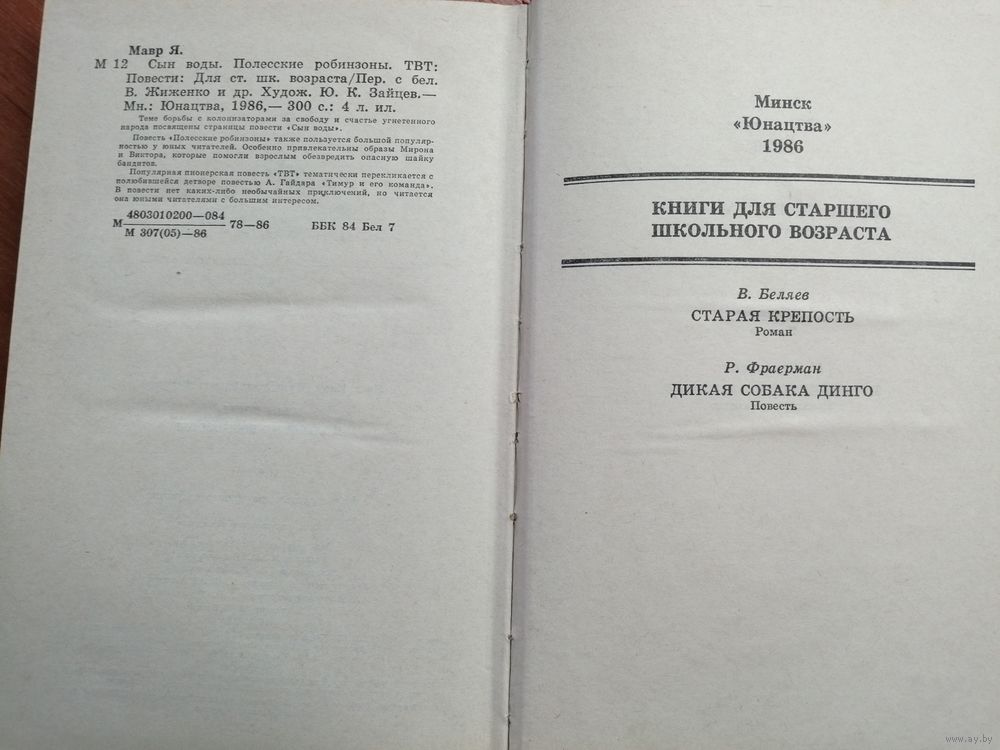 Мавр Я.
М 12 Сын воды. Полесские робинзоны. ТВТ:
Повести: Для ст. шк. возраста/Пер. с бел.
В. Жиженко и др. Худож. Ю. К. Зайцев.—
Мн.: Юнацтва, 1986,— 300 с.: 4 л. ил.
Теме борьбы с колонизаторами за свободу и счастье угнетенного
народа посвящены страницы повести «Сын воды».
Повесть «Полесские робинзоны» также пользуется большой популяр-
ностью у юных читателей. Особенно привлекательны образы Мирона
и Виктора, которые помогли взрослым обезвредить опасную шайку
бандитов.
Популярная пионерская повесть «ТВТ» тематически перекликается с
полюбившейся детворе повестью А. Гайдара «Тимур и его команда».
В повести нет каких-либо необычайных приключений, но читается
она юными читателями с большим интересом.
4803010200—084
М 78—86 ББК 84 Бел 7
М 307(05)—86
Минск
«Юнацтва»
1986
КНИГИ ДЛЯ СТАРШЕГО
ШКОЛЬНОГО ВОЗРАСТА
В. Беляев
СТАРАЯ КРЕПОСТЬ
Роман
Р. Фраерман
ДИКАЯ СОБАКА ДИНГО
Повесть
www.ay.by